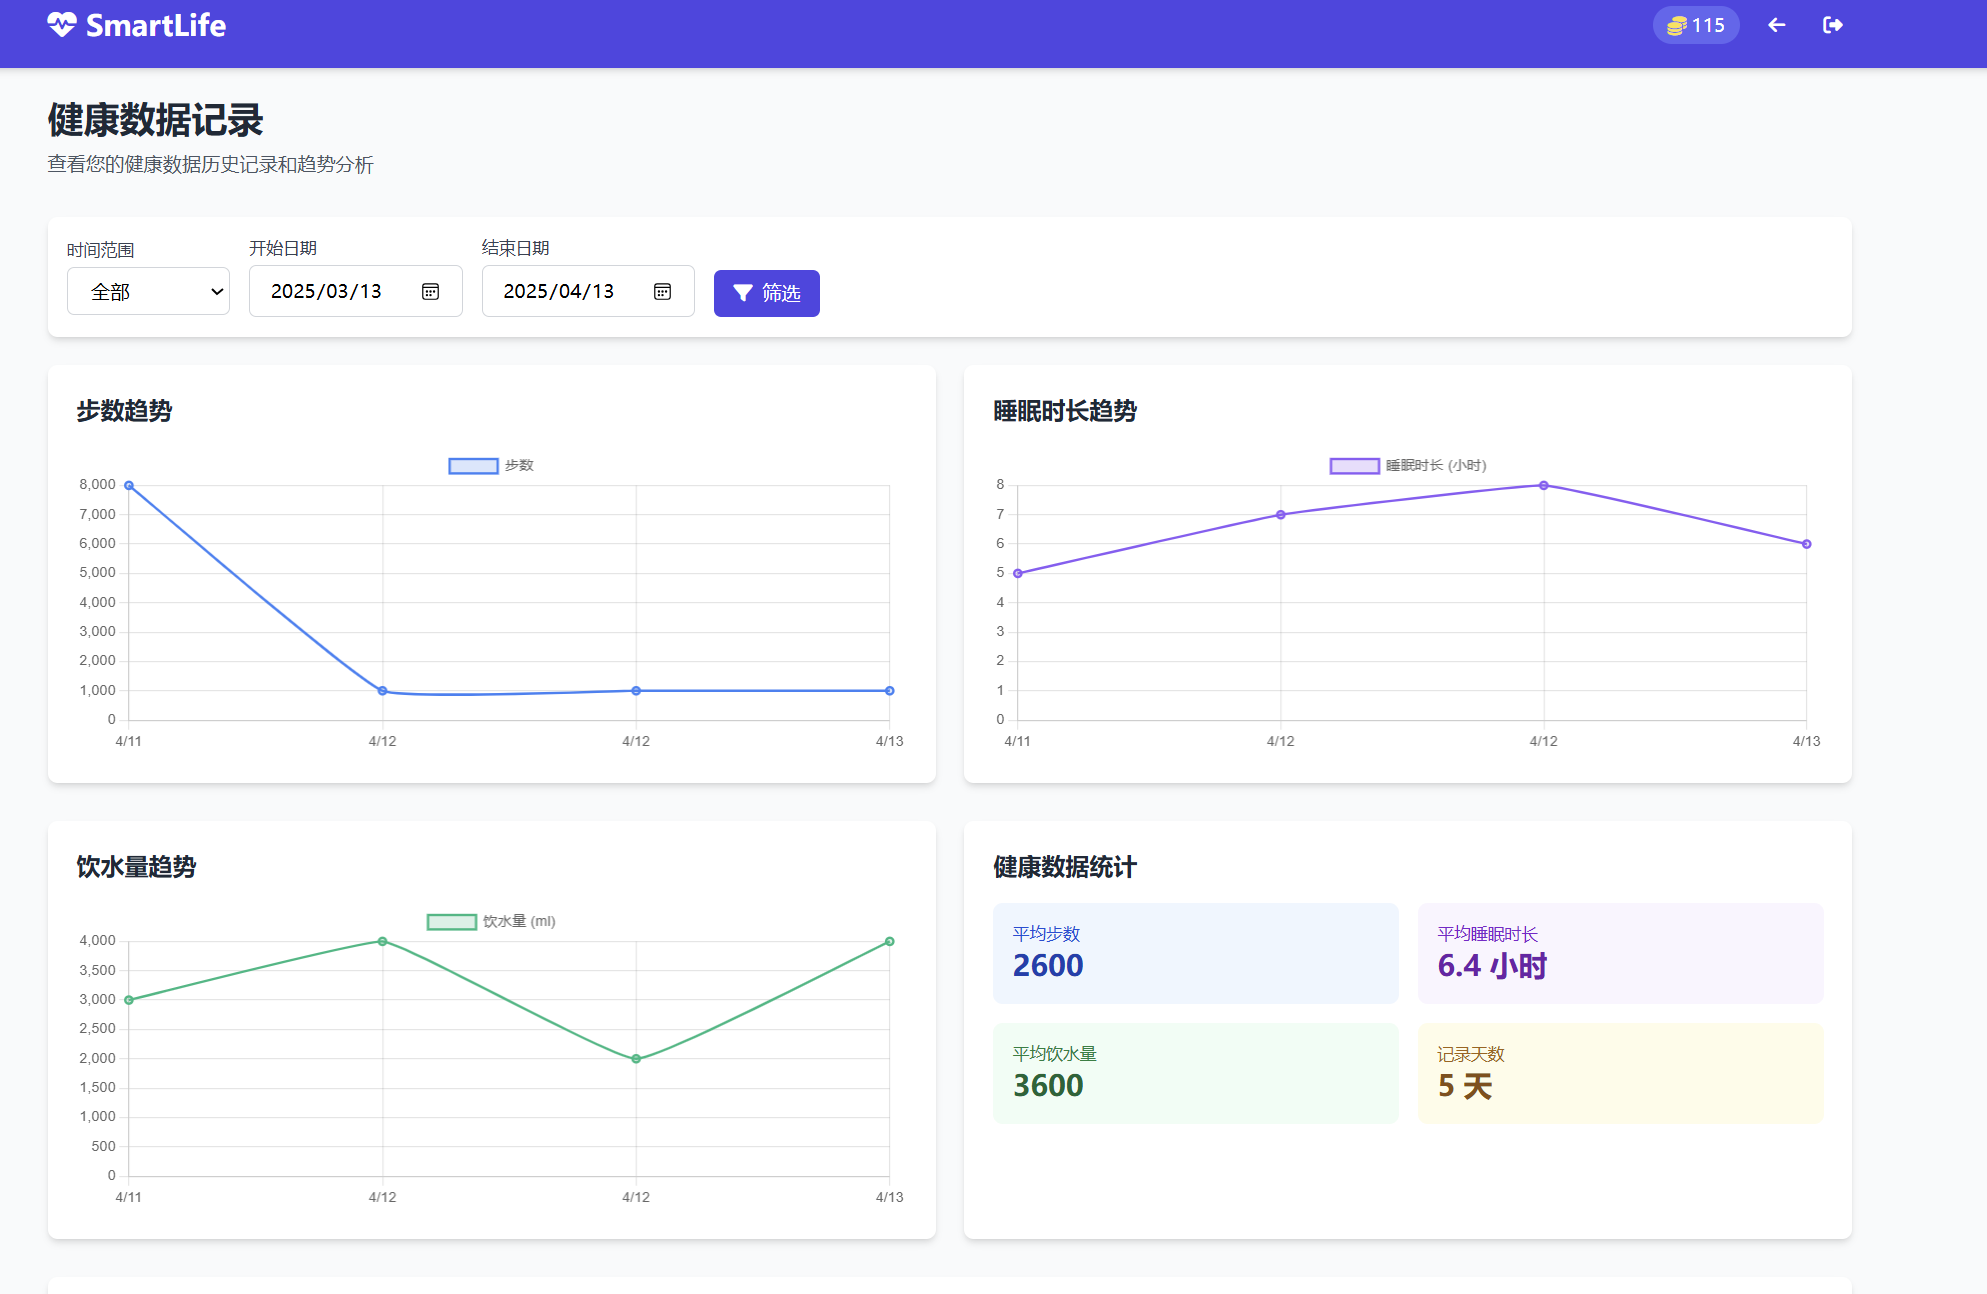 SmartLife
115
健康数据记录
查看您的健康数据历史记录和趋势分析
时间范围
全部
开始日期
2025/03/13
结束日期
2025/04/13
筛选
步数趋势
步数
8,000
7,000
6,000
5,000
4,000
3,000
2,000
1,000
0
4/11
4/12
4/12
4/13
睡眠时长趋势
睡眠时长 (小时)
8
7
6
5
4
3
2
1
0
4/11
4/12
4/12
4/13
饮水量趋势
饮水量 (ml)
4,000
3,500
3,000
2,500
2,000
1,500
1,000
500
0
4/11
4/12
4/12
4/13
健康数据统计
平均步数
2600
平均睡眠时长
6.4 小时
平均饮水量
3600
记录天数
5 天